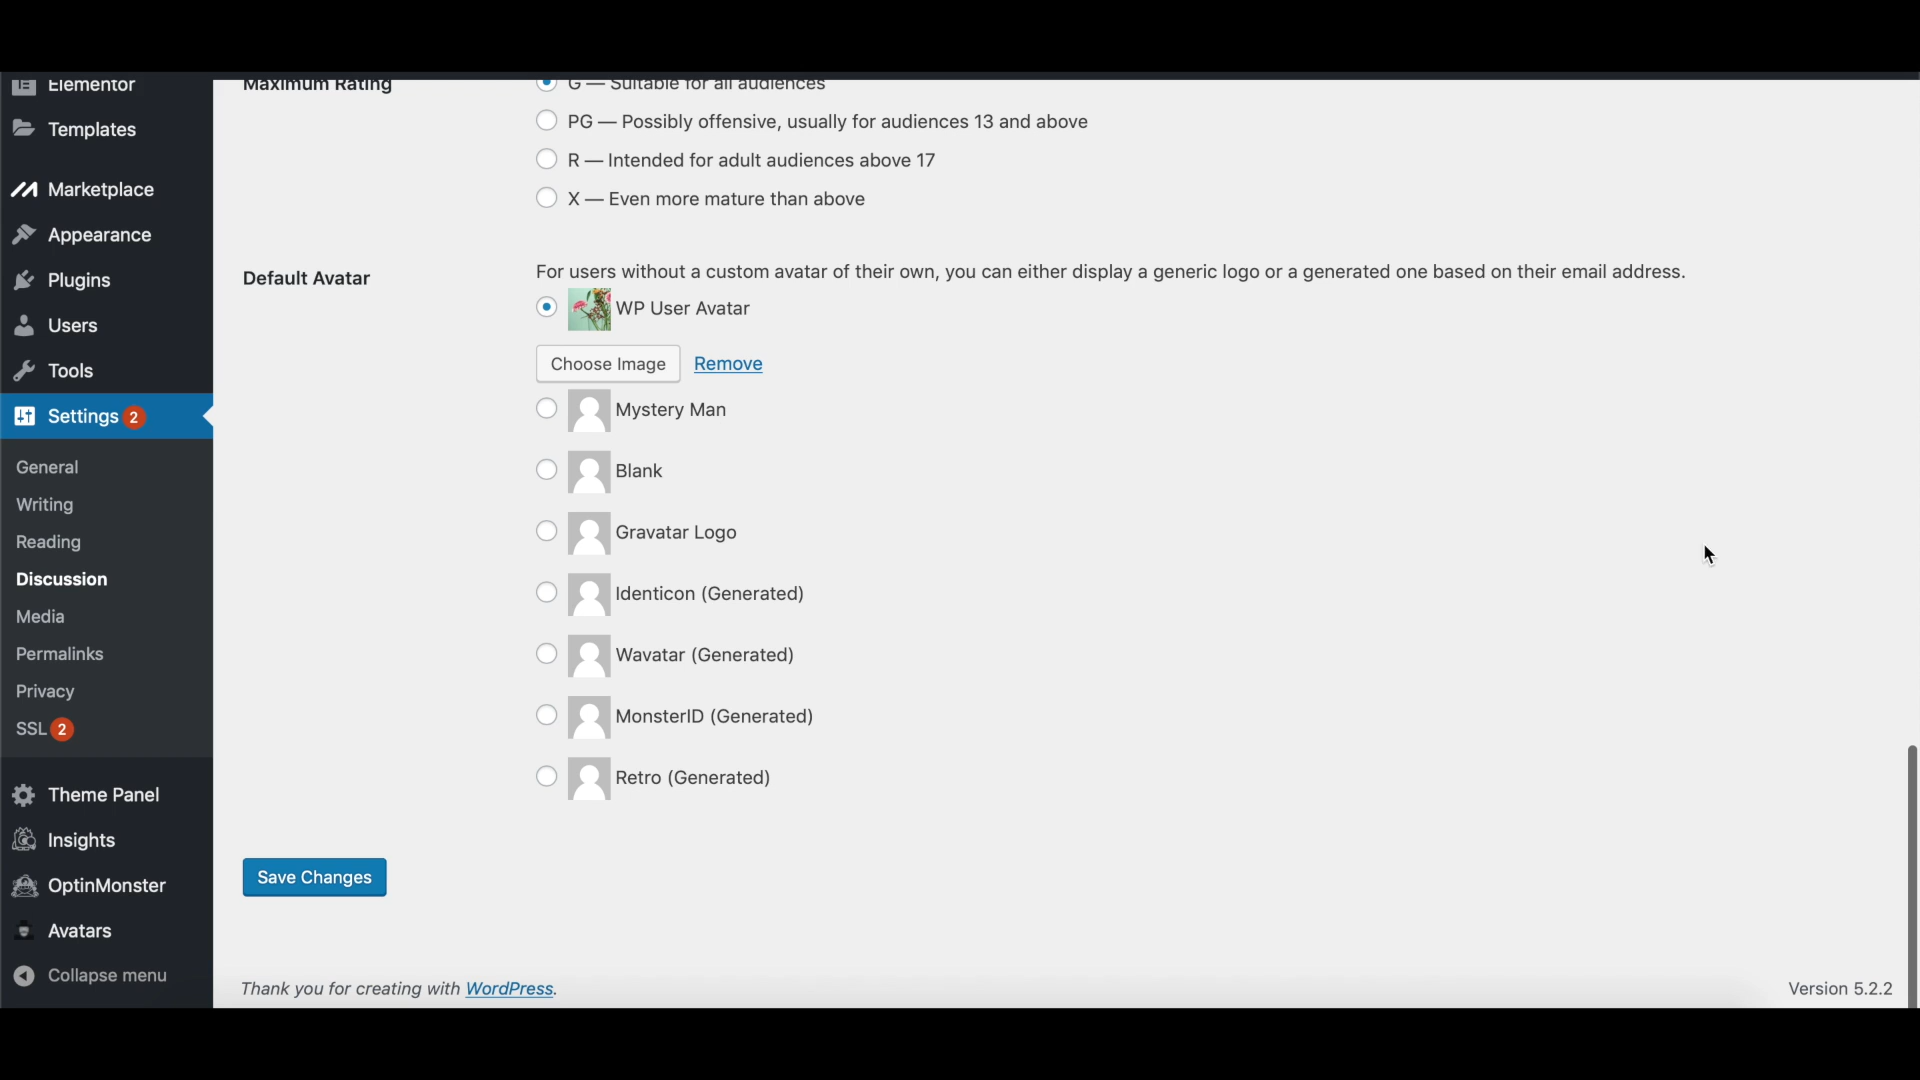 Elementor
Templates
Marketplace
Appearance
Plugins
Users
Tools
Settings 2
General
Writing
Reading
Discussion
Media
Permalinks
Privacy
SSL 2
Theme Panel
Insights
OptinMonster
Avatars
Collapse menu
Maximum Rating
G — Suitable for all audiences
PG — Possibly offensive, usually for audiences 13 and above
R — Intended for adult audiences above 17
X — Even more mature than above
Default Avatar
For users without a custom avatar of their own, you can either display a generic logo or a generated one based on their email address.
WP User Avatar
Choose Image Remove
Mystery Man
Blank
Gravatar Logo
Identicon (Generated)
Wavatar (Generated)
MonsterID (Generated)
Retro (Generated)
Save Changes
Thank you for creating with WordPress.
Version 5.2.2